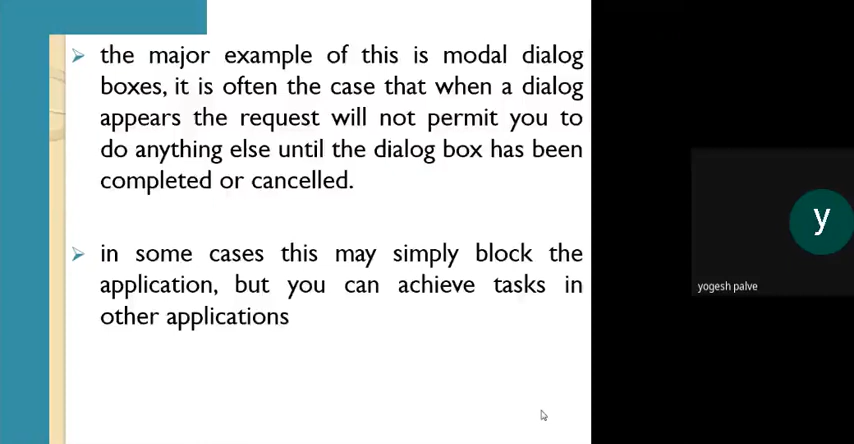 the major example of this is modal dialog
boxes, it is often the case that when a dialog
appears the request will not permit you to
do anything else until the dialog box has been
completed or cancelled.
in some cases this may simply block the
application, but you can achieve tasks in
other applications
y
yogesh palve